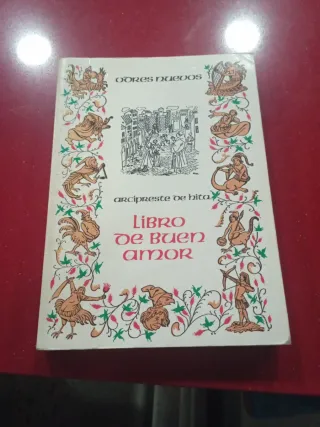 ODRES NUEVOS
arcipreste de hita
LIBRO
DE BUEN
AMOR